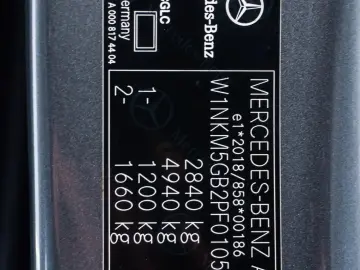 MERCEDES-BENZ A
e1*2018/858*00186
W1NKM5GB2PF0105
2840 kg
4940 kg
1- 1200 kg
2- 1660 kg
Mercedes-Benz
GLC
Germany
A 000 817 44 04